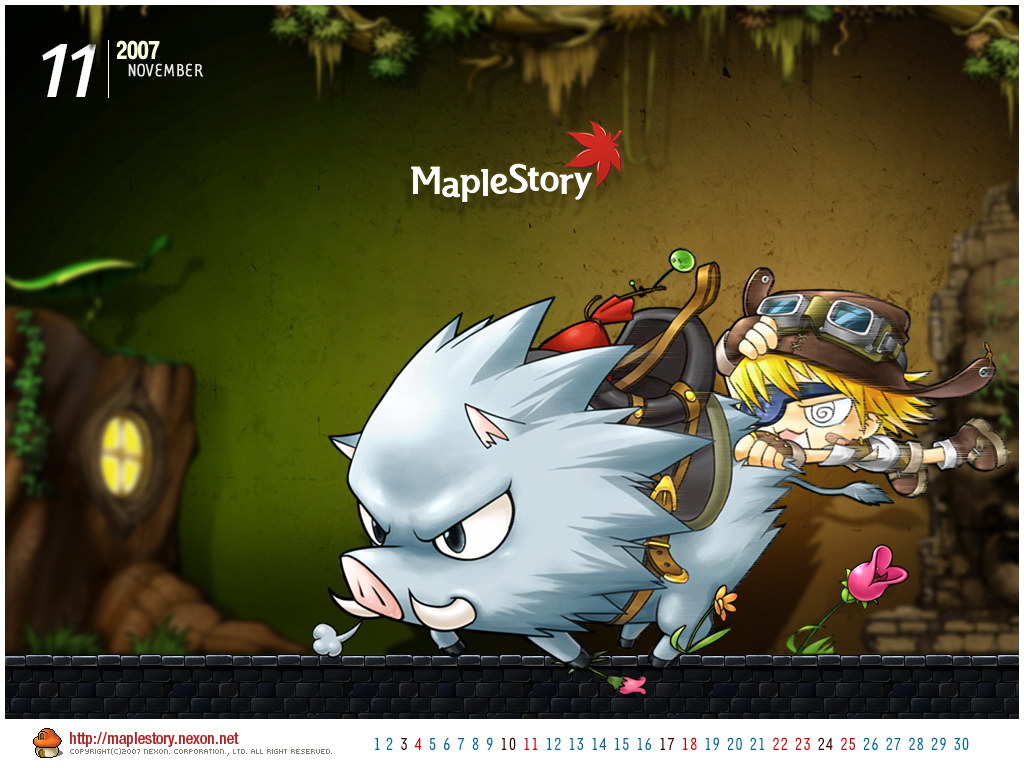 11
2007
NOVEMBER
MapleStory
http://maplestory.nexon.net
COPYRIGHT(C)2007 NEXON. CORPORATION., LTD. ALL RIGHT RESERVED.
1 2 3 4 5 6 7 8 9 10 11 12 13 14 15 16 17 18 19 20 21 22 23 24 25 26 27 28 29 30